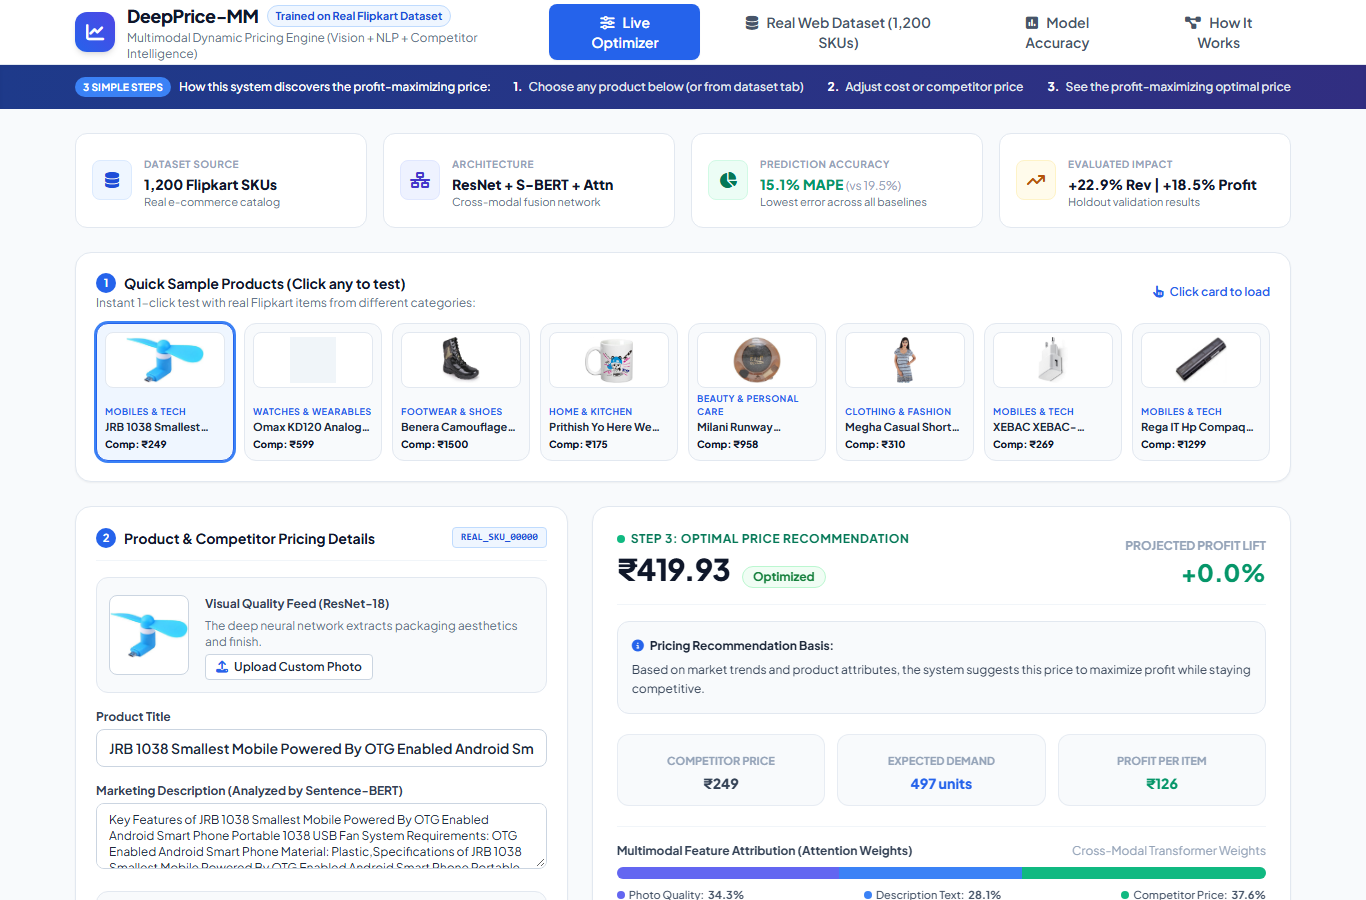 DeepPrice-MM
Trained on Real Flipkart Dataset
Multimodal Dynamic Pricing Engine (Vision + NLP + Competitor
Intelligence)
Live
Optimizer
Real Web Dataset (1,200
SKUs)
Model
Accuracy
How It
Works
3 SIMPLE STEPS
How this system discovers the profit-maximizing price:
1. Choose any product below (or from dataset tab)
2. Adjust cost or competitor price
3. See the profit-maximizing optimal price
DATASET SOURCE
1,200 Flipkart SKUs
Real e-commerce catalog
ARCHITECTURE
ResNet + S-BERT + Attn
Cross-modal fusion network
PREDICTION ACCURACY
15.1% MAPE (vs 19.5%)
Lowest error across all baselines
EVALUATED IMPACT
+22.9% Rev | +18.5% Profit
Holdout validation results
1 Quick Sample Products (Click any to test)
Instant 1-click test with real Flipkart items from different categories:
Click card to load
MOBILES & TECH
JRB 1038 Smallest...
Comp: ₹249
WATCHES & WEARABLES
Omax KD120 Analog...
Comp: ₹599
FOOTWEAR & SHOES
Benera Camouflage...
Comp: ₹1500
HOME & KITCHEN
Prithish Yo Here We...
Comp: ₹175
BEAUTY & PERSONAL
CARE
Milani Runway...
Comp: ₹958
CLOTHING & FASHION
Megha Casual Short...
Comp: ₹310
MOBILES & TECH
XEBAC XEBAC-...
Comp: ₹269
MOBILES & TECH
Rega IT Hp Compaq...
Comp: ₹1299
2 Product & Competitor Pricing Details
REAL_SKU_00000
Visual Quality Feed (ResNet-18)
The deep neural network extracts packaging aesthetics
and finish.
Upload Custom Photo
Product Title
JRB 1038 Smallest Mobile Powered By OTG Enabled Android Sm
Marketing Description (Analyzed by Sentence-BERT)
Key Features of JRB 1038 Smallest Mobile Powered By OTG Enabled
Android Smart Phone Portable 1038 USB Fan System Requirements: OTG
Enabled Android Smart Phone Material: Plastic,Specifications of JRB 1038
Smallest Mobile Powered By OTG Enabled Android Smart Phone Portable
STEP 3: OPTIMAL PRICE RECOMMENDATION
₹419.93
Optimized
PROJECTED PROFIT LIFT
+0.0%
Pricing Recommendation Basis:
Based on market trends and product attributes, the system suggests this price to maximize profit while staying
competitive.
COMPETITOR PRICE
₹249
EXPECTED DEMAND
497 units
PROFIT PER ITEM
₹126
Multimodal Feature Attribution (Attention Weights)
Cross-Modal Transformer Weights
Photo Quality: 34.3%
Description Text: 28.1%
Competitor Price: 37.6%